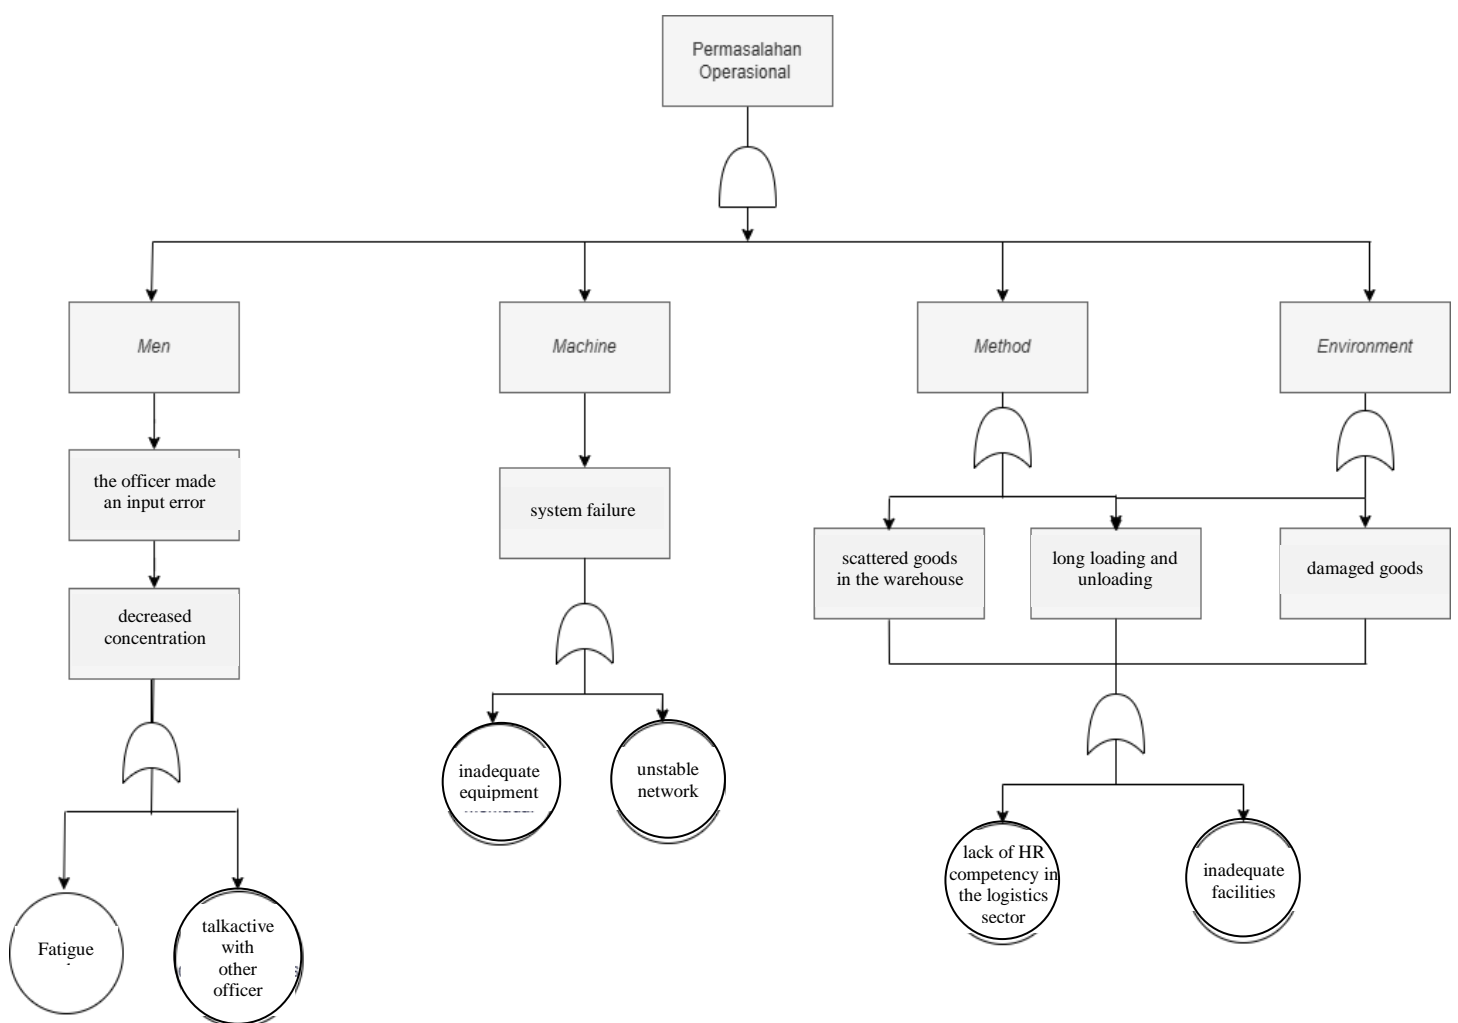 Permasalahan
Operasional
Men
Machine
Method
Environment
the officer made
an input error
system failure
scattered goods
in the warehouse
long loading and
unloading
damaged goods
decreased
concentration
inadequate
equipment
unstable
network
lack of HR
competency in
the logistics
sector
inadequate
facilities
Fatigue
talkactive
with
other
officer